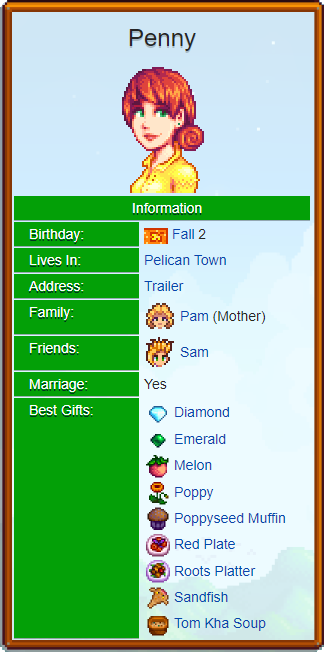 Penny
Information
Birthday: Fall 2
Lives In: Pelican Town
Address: Trailer
Family: Pam (Mother)
Friends: Sam
Marriage: Yes
Best Gifts: Diamond
Emerald
Melon
Poppy
Poppyseed Muffin
Red Plate
Roots Platter
Sandfish
Tom Kha Soup